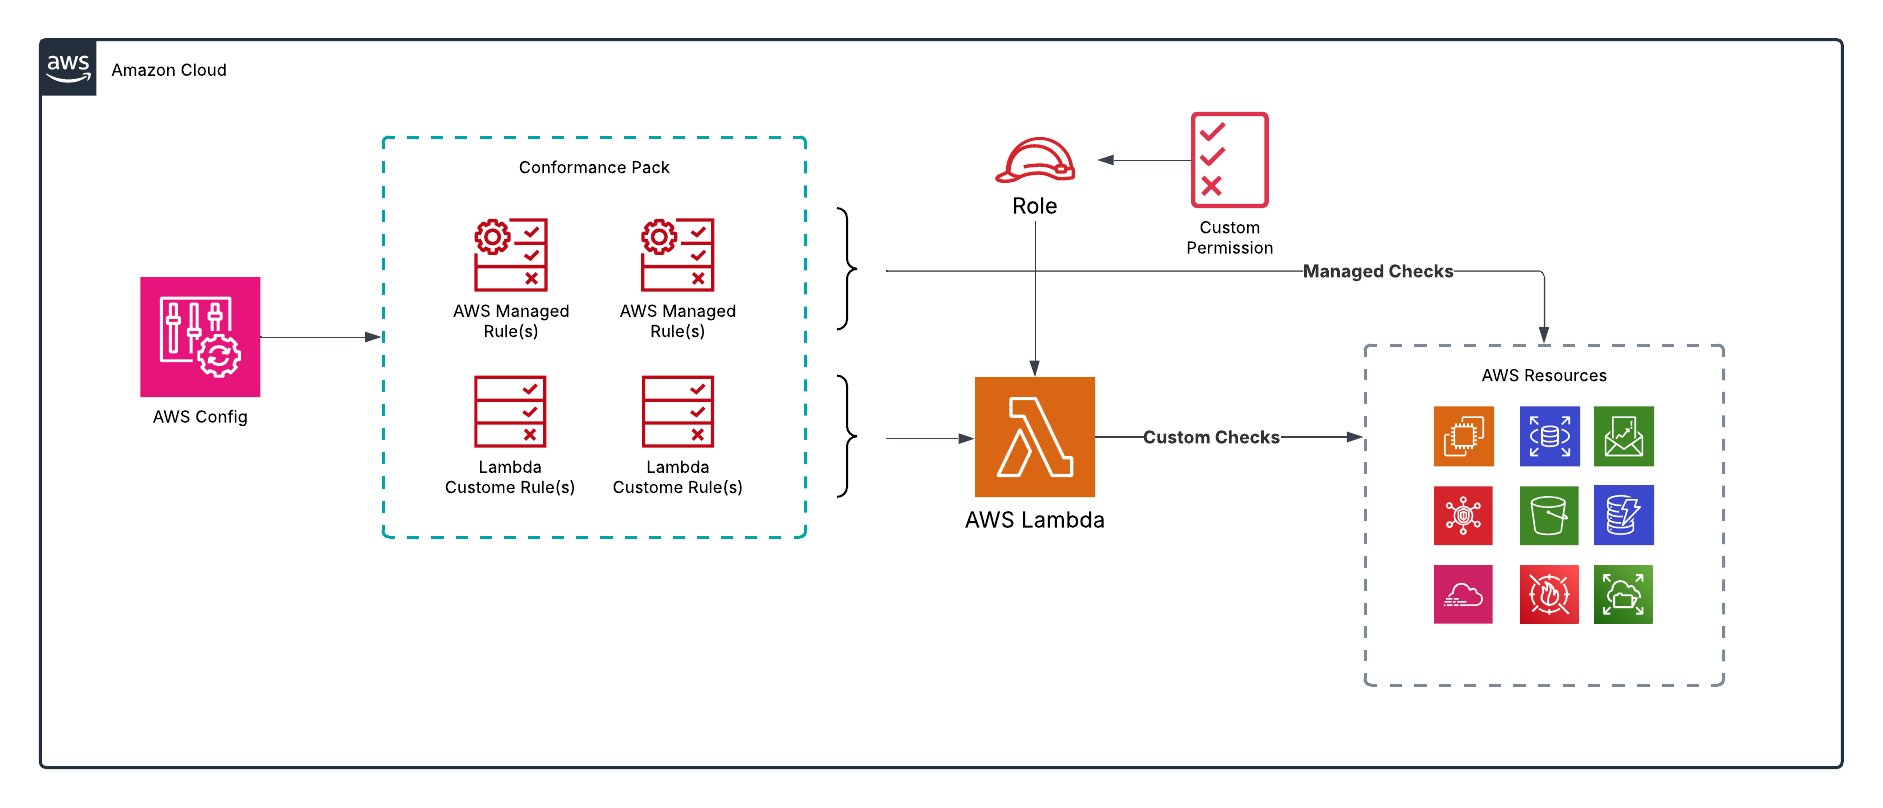 aws
Amazon Cloud
Conformance Pack
AWS Managed
Rule(s)
AWS Managed
Rule(s)
Lambda
Custome Rule(s)
Lambda
Custome Rule(s)
AWS Config
Role
Custom
Permission
Managed Checks
AWS Lambda
Custom Checks
AWS Resources